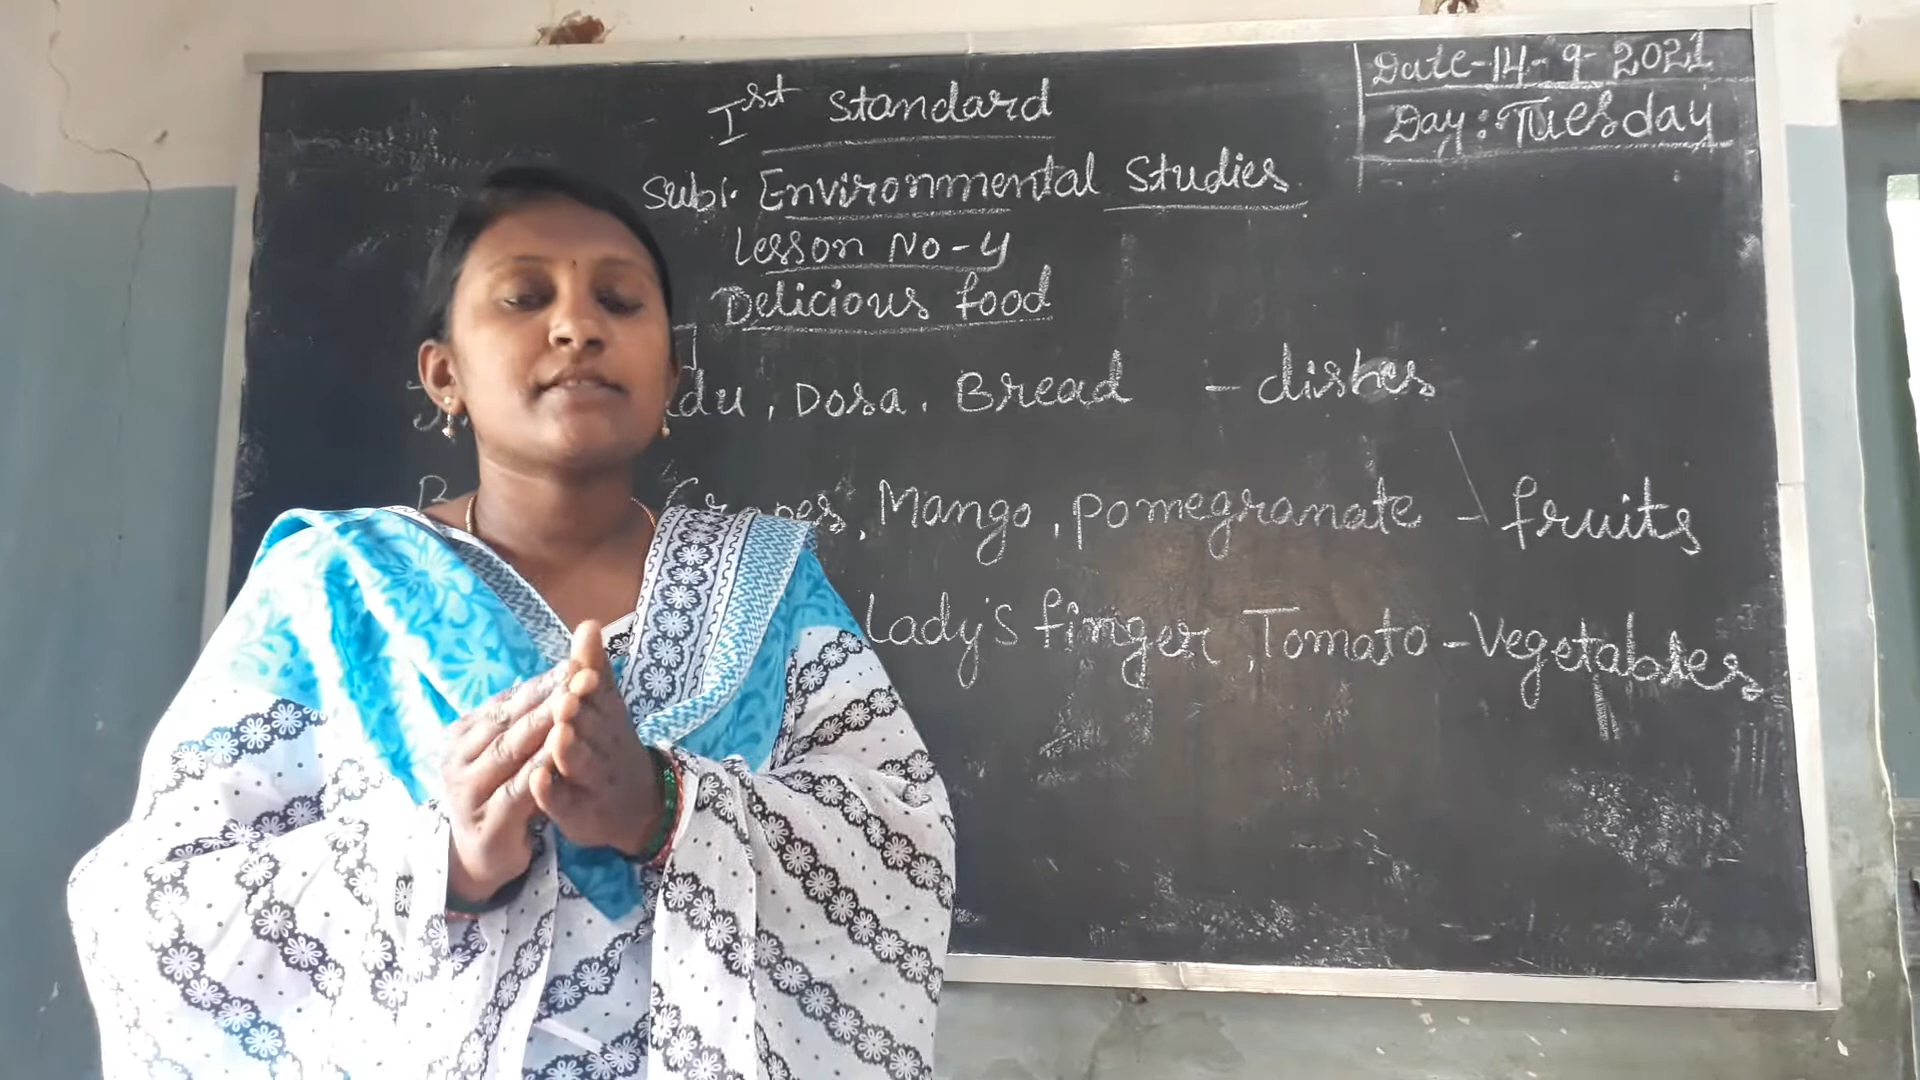 Date-14-9-2021
Day: Tuesday
Ist Standard
Sub:. Environmental Studies
Lesson No-4
Delicious food
Dosa. Bread - dishes
Mango, pomegranate - fruits
Lady's finger, Tomato - Vegetables